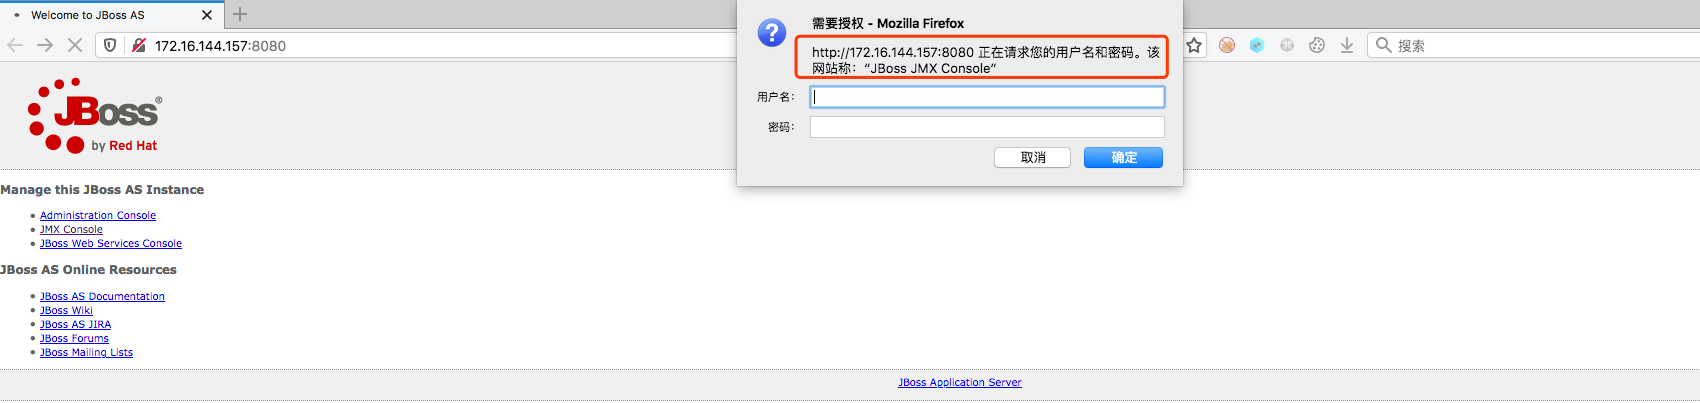 Welcome to JBoss AS
172.16.144.157:8080
搜索
需要授权 - Mozilla Firefox
http://172.16.144.157:8080 正在请求您的用户名和密码。该
网站称：“JBoss JMX Console”
用户名：
密码：
取消
确定
JBoss®
by Red Hat
Manage this JBoss AS Instance
Administration Console
JMX Console
JBoss Web Services Console
JBoss AS Online Resources
JBoss AS Documentation
JBoss Wiki
JBoss AS JIRA
JBoss Forums
JBoss Mailing Lists
JBoss Application Server